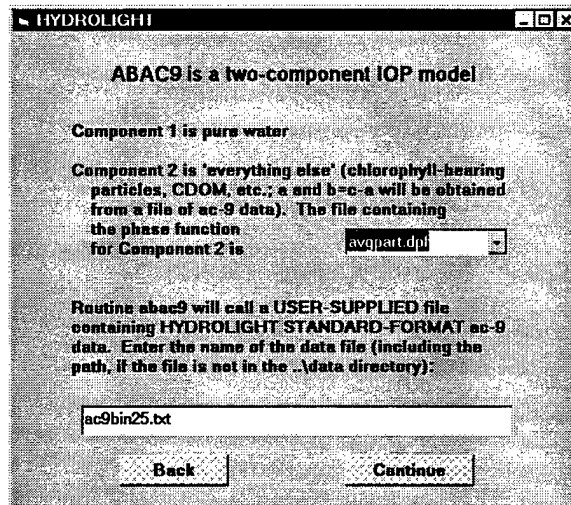 HYDROLIGHT
ABAC9 is a two-component IOP model
Component 1 is pure water
Component 2 is 'everything else' (chlorophyll-bearing
particles, CDOM, etc.; a and b=c-a will be obtained
from a file of ac-9 data). The file containing
the phase function
for Component 2 is
avgpart.dpf
Routine abac9 will call a USER-SUPPLIED file
containing HYDROLIGHT STANDARD-FORMAT ac-9
data. Enter the name of the data file (including the
path, if the file is not in the ..\data directory):
ac9bin25.txt
Back Continue